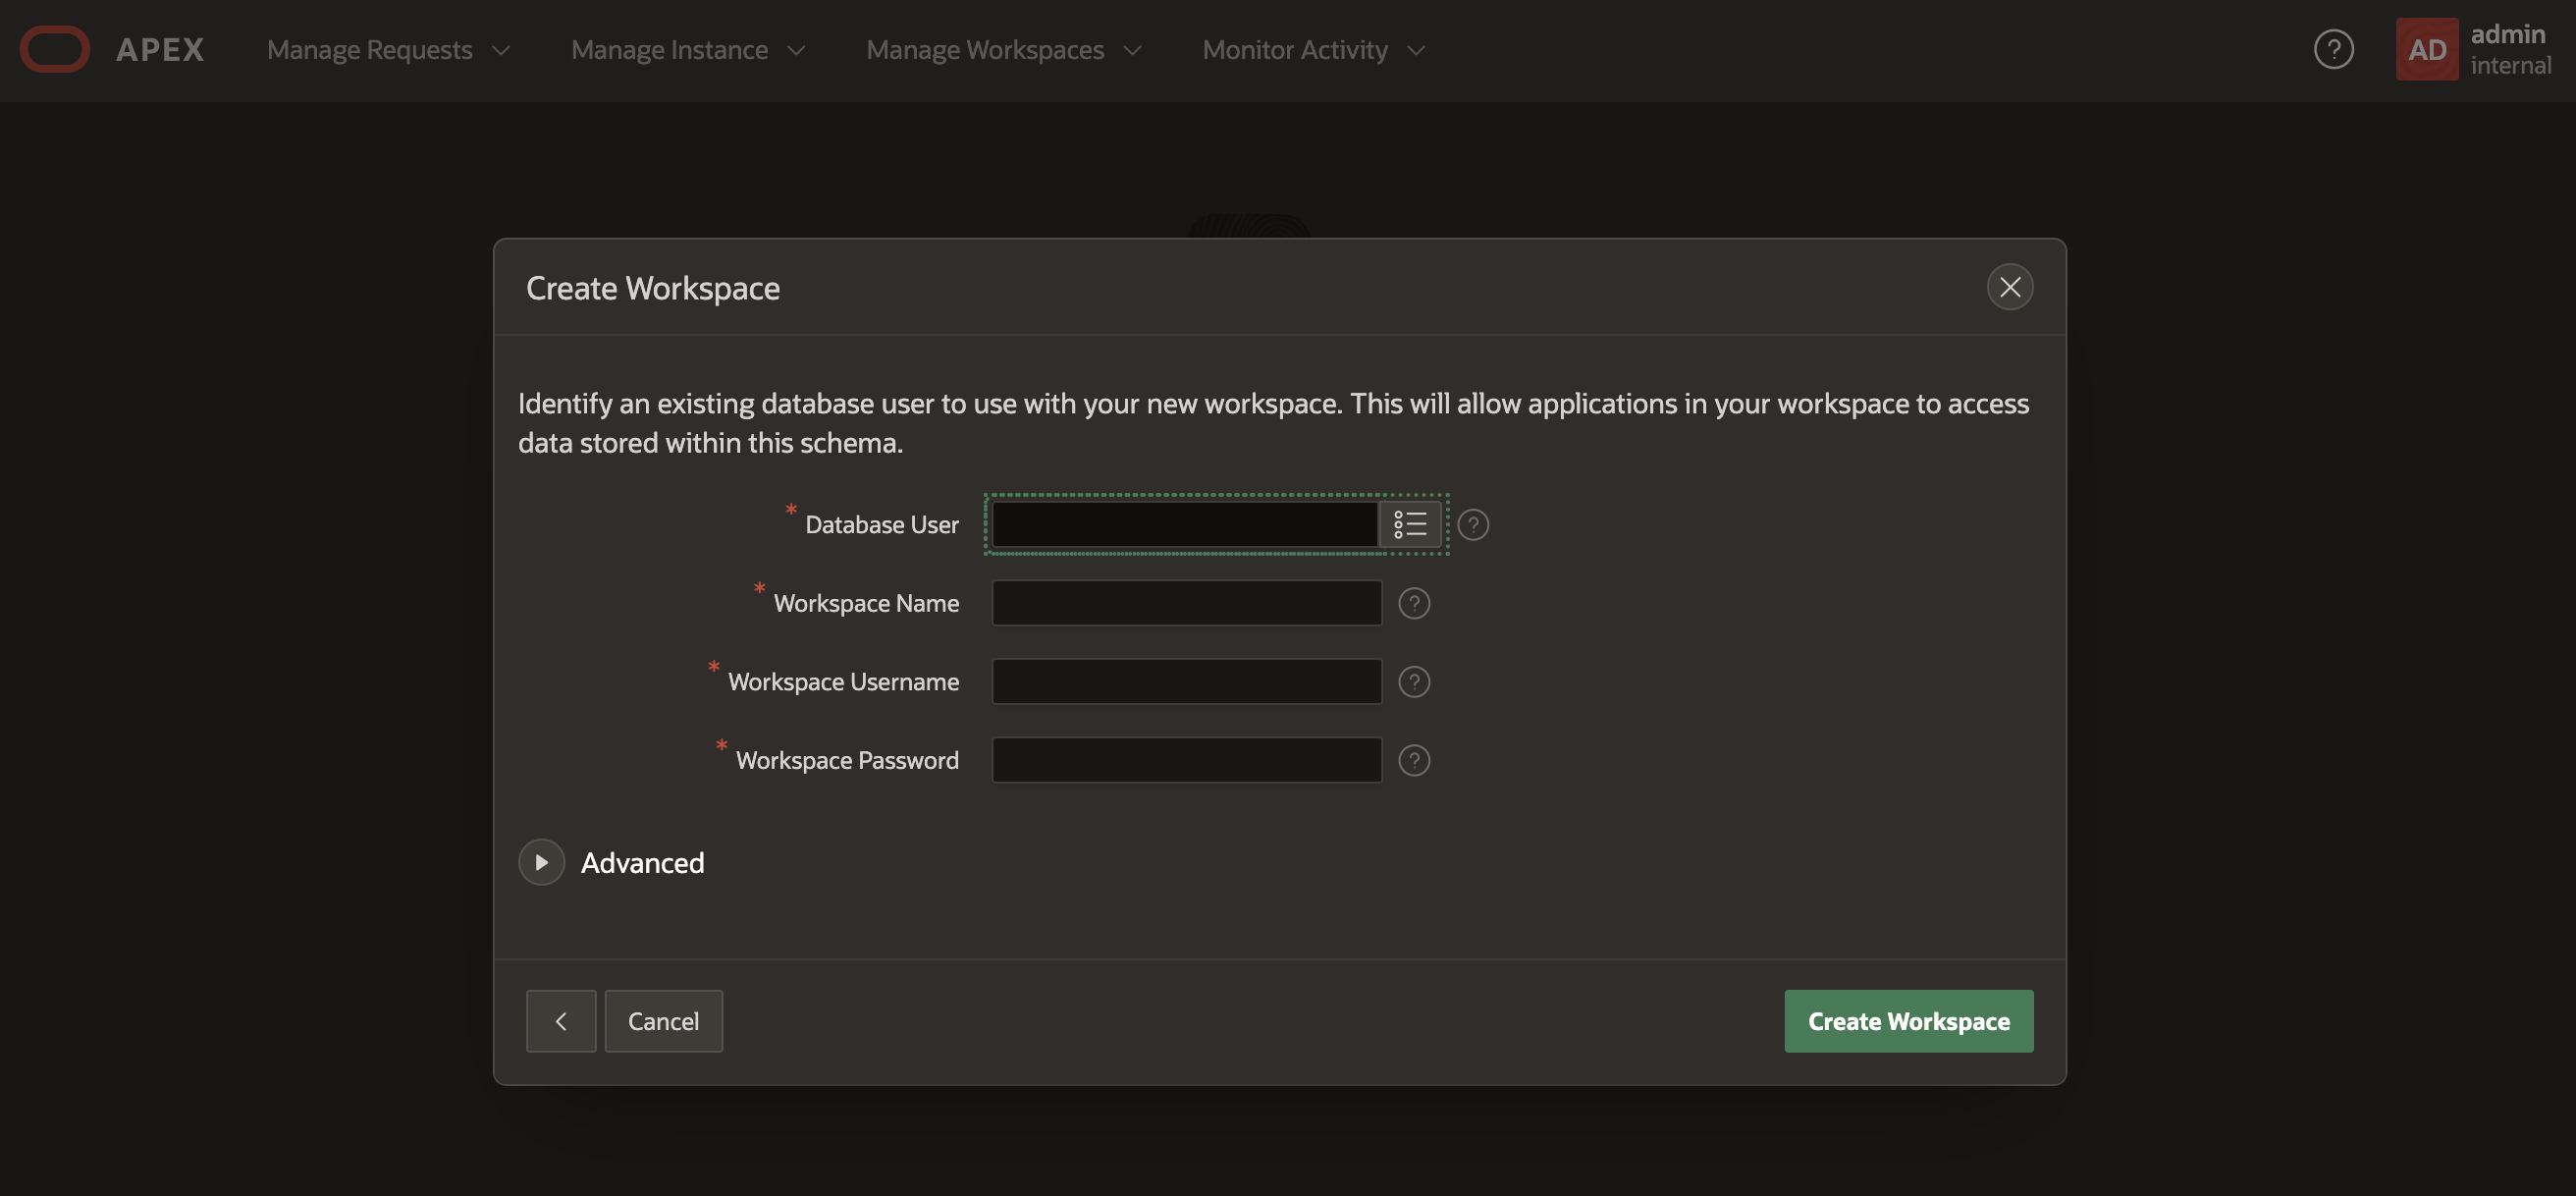 APEX Manage Requests Manage Instance Manage Workspaces Monitor Activity ? AD admin
internal
Create Workspace
Identify an existing database user to use with your new workspace. This will allow applications in your workspace to access
data stored within this schema.
* Database User ?
* Workspace Name ?
* Workspace Username ?
* Workspace Password ?
Advanced
Cancel Create Workspace